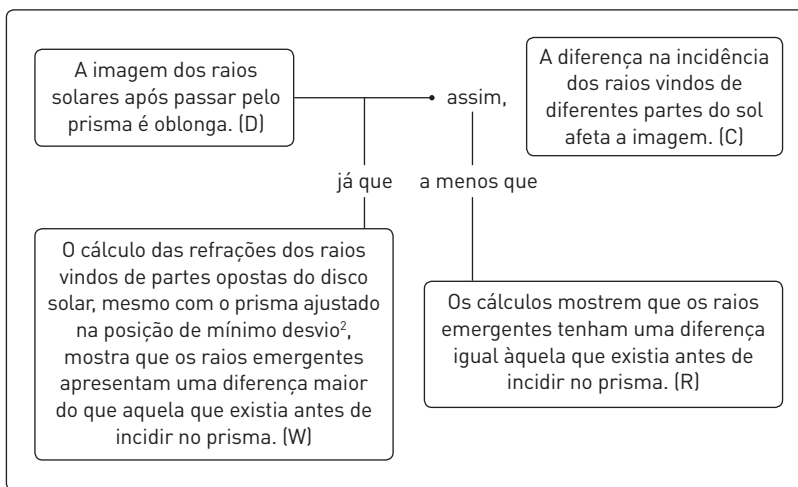 A imagem dos raios
solares após passar pelo
prisma é oblonga. (D)
assim,
A diferença na incidência
dos raios vindos de
diferentes partes do sol
afeta a imagem. (C)
já que
a menos que
O cálculo das refrações dos raios
vindos de partes opostas do disco
solar, mesmo com o prisma ajustado
na posição de mínimo desvio²,
mostra que os raios emergentes
apresentam uma diferença maior
do que aquela que existia antes de
incidir no prisma. (W)
Os cálculos mostrem que os raios
emergentes tenham uma diferença
igual àquela que existia antes de
incidir no prisma. (R)